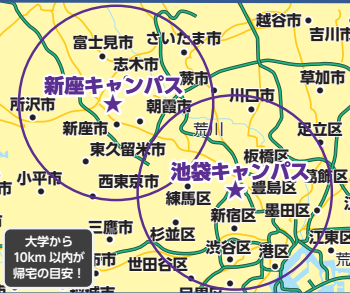 越谷市
吉川市
富士見市
さいたま市
志木市
蕨市
草加市
新座キャンパス
川口市
所沢市
朝霞市
荒川
新座市
足立区
東久留米市
板橋区
池袋キャンパス
小平市
西東京市
豊島区
葛飾区
練馬区
新宿区
墨田区
三鷹市
杉並区
大学から
10km以内が
帰宅の目安！
渋谷区
港区
江東区
世田谷区